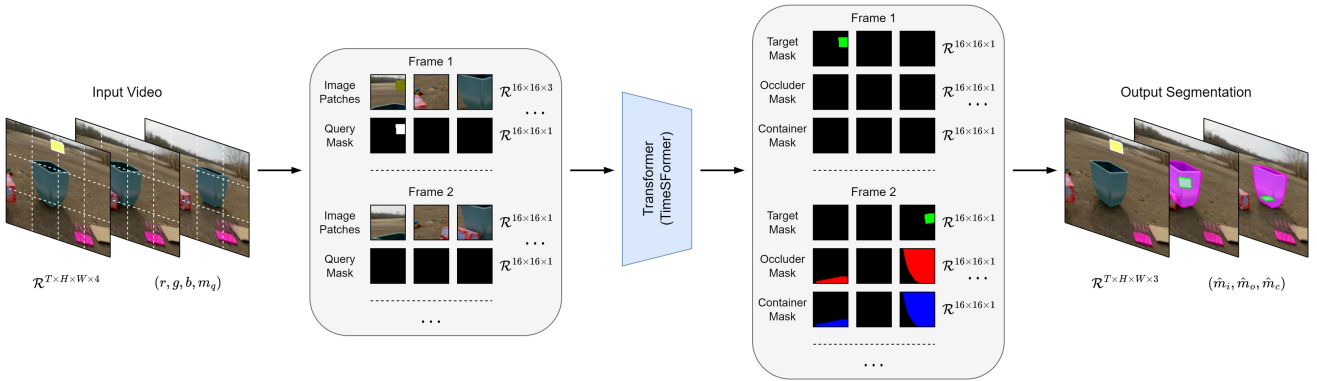 Input Video
$\mathcal{R}^{T \times H \times W \times 4}$
$(r, g, b, m_q)$
Frame 1
Image
Patches
$\mathcal{R}^{16 \times 16 \times 3}$
...
Query
Mask
$\mathcal{R}^{16 \times 16 \times 1}$
Frame 2
Image
Patches
$\mathcal{R}^{16 \times 16 \times 1}$
...
Query
Mask
$\mathcal{R}^{16 \times 16 \times 1}$
...
Transformer
(TimeSFormer)
Frame 1
Target
Mask
$\mathcal{R}^{16 \times 16 \times 1}$
Occluder
Mask
$\mathcal{R}^{16 \times 16 \times 1}$
...
Container
Mask
$\mathcal{R}^{16 \times 16 \times 1}$
Frame 2
Target
Mask
$\mathcal{R}^{16 \times 16 \times 1}$
Occluder
Mask
$\mathcal{R}^{16 \times 16 \times 1}$
...
Container
Mask
$\mathcal{R}^{16 \times 16 \times 1}$
...
Output Segmentation
$\mathcal{R}^{T \times H \times W \times 3}$
$(\hat{m}_i, \hat{m}_o, \hat{m}_c)$